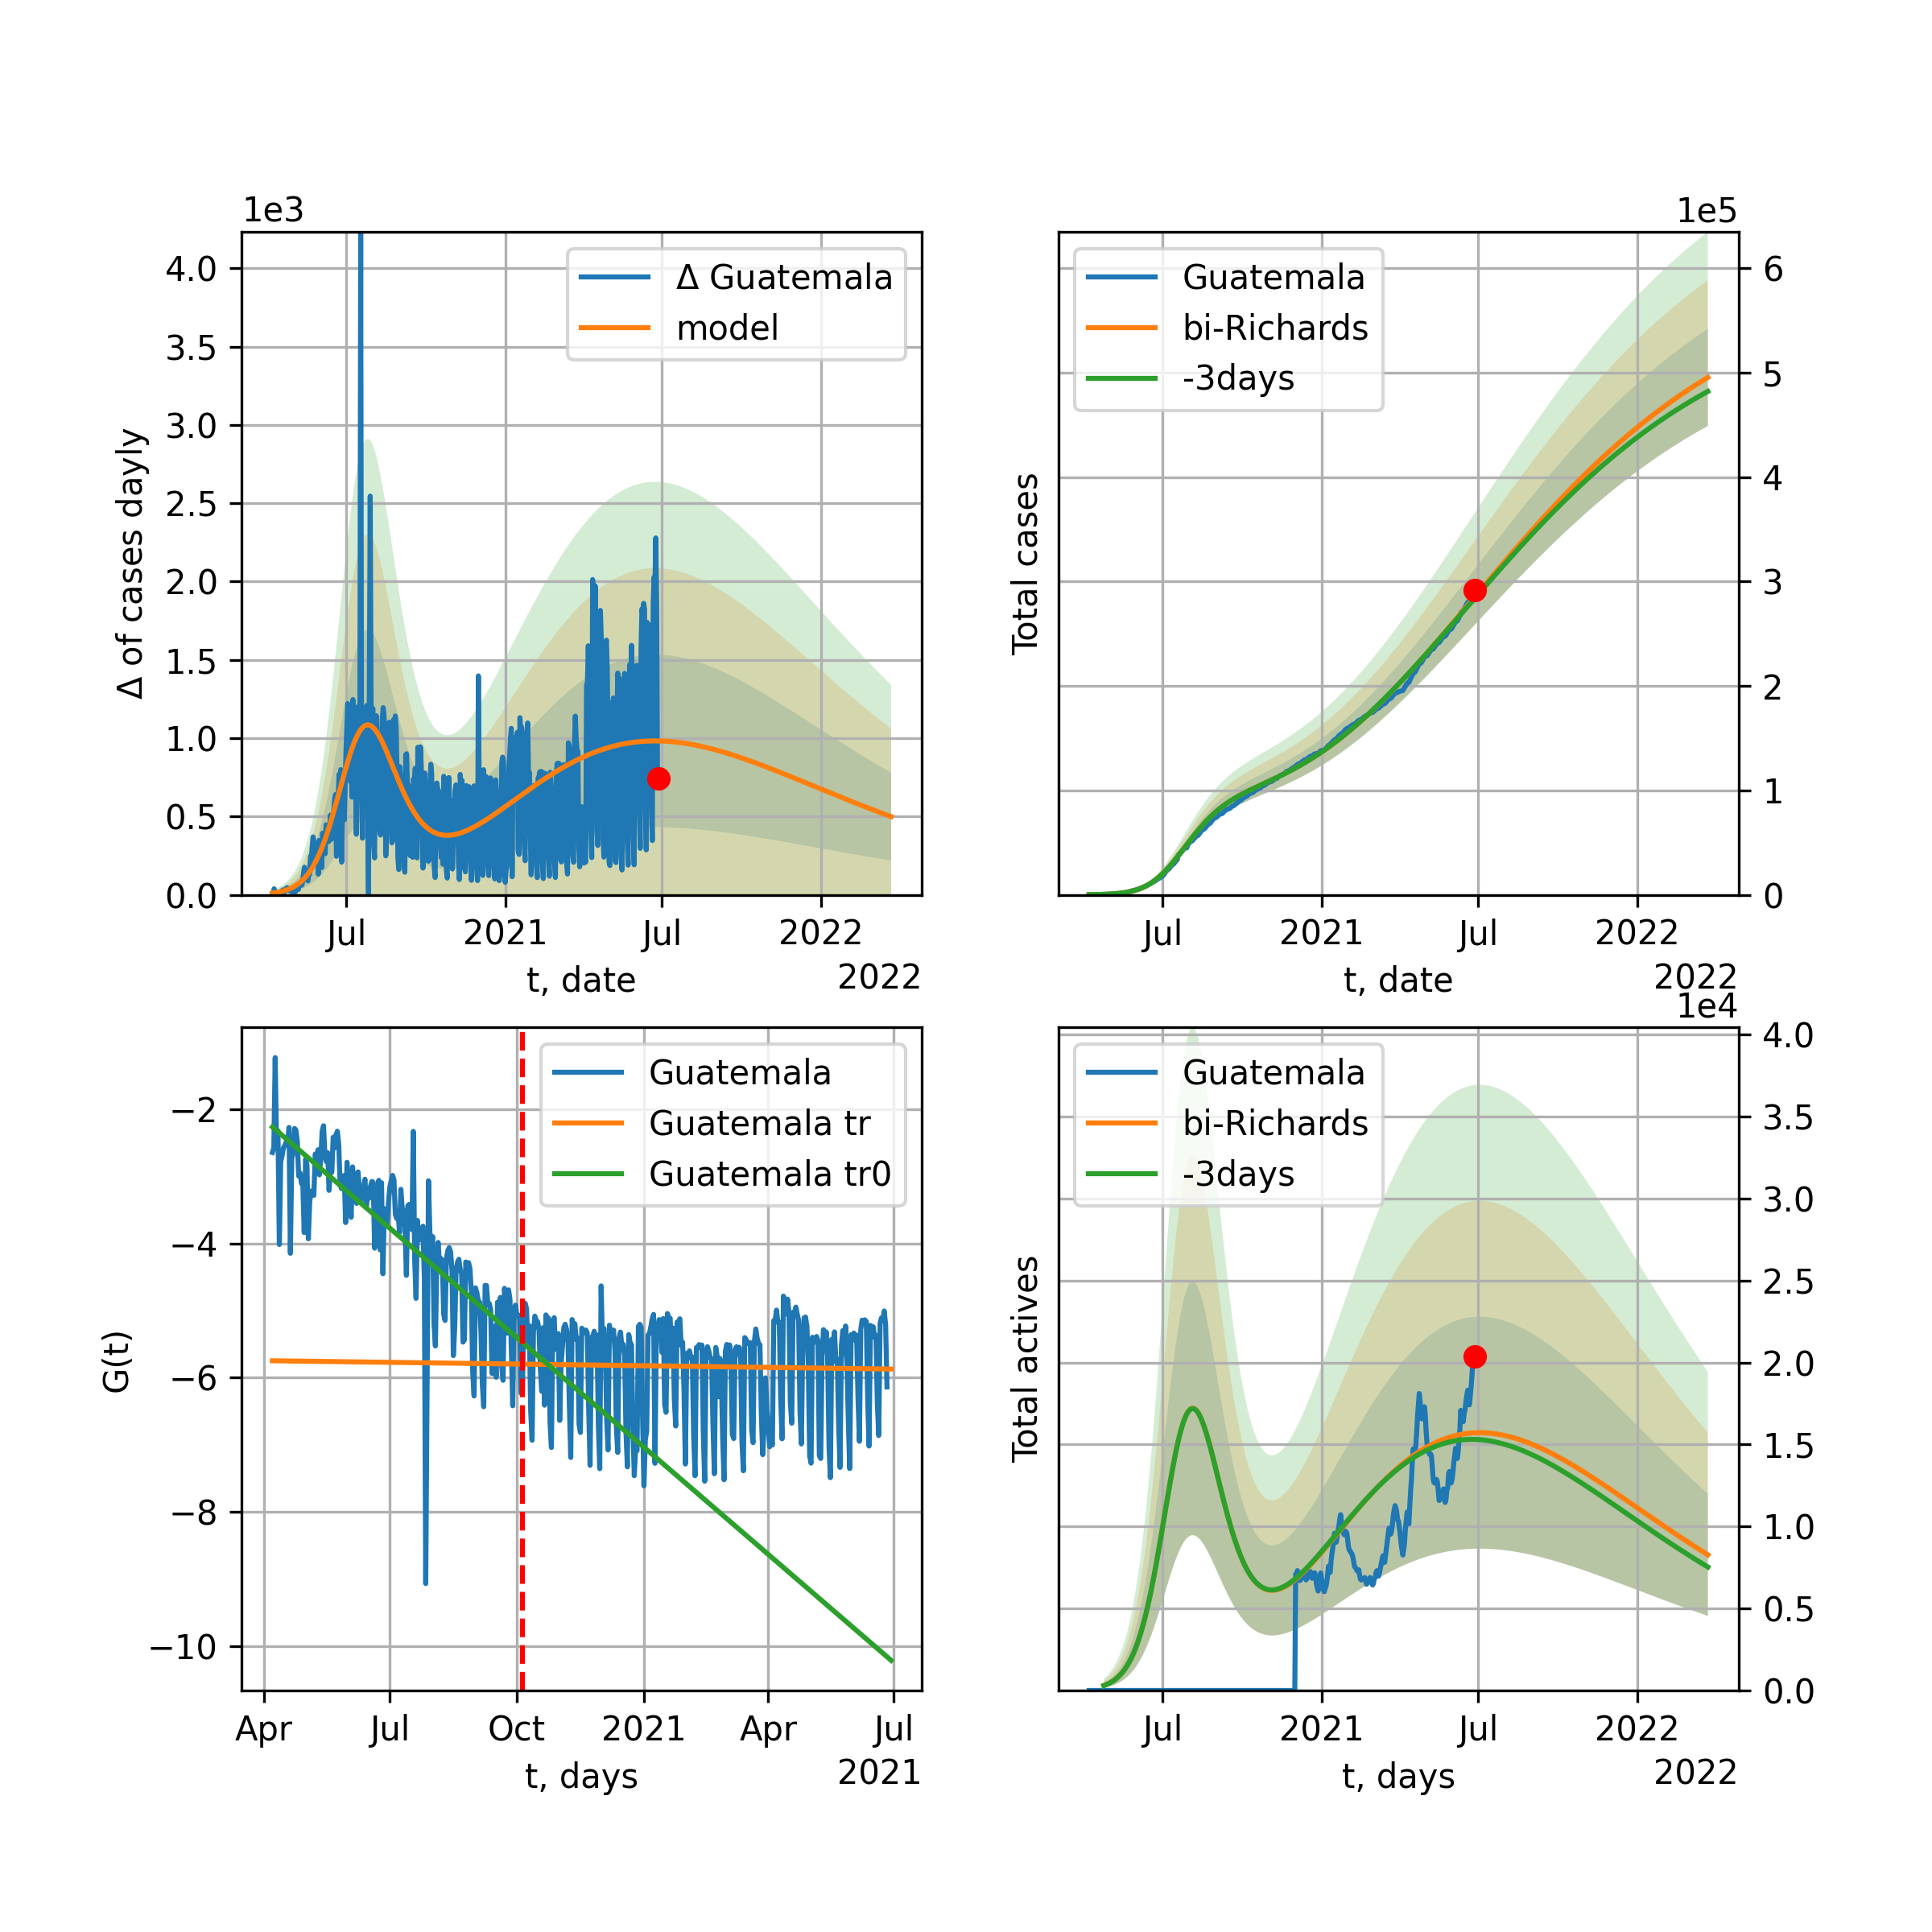 1e3
4.0
3.5
3.0
2.5
2.0
1.5
1.0
0.5
0.0
Δ of cases dayly
Δ Guatemala
model
Jul
2021
Jul
2022
t, date
2022
1e5
6
5
4
3
2
1
0
Total cases
Guatemala
bi-Richards
-3days
Jul
2021
Jul
2022
t, date
2022
−2
−4
−6
−8
−10
G(t)
Guatemala
Guatemala tr
Guatemala tr0
Apr
Jul
Oct
2021
Apr
Jul
t, days
2021
1e4
4.0
3.5
3.0
2.5
2.0
1.5
1.0
0.5
0.0
Total actives
Guatemala
bi-Richards
-3days
Jul
2021
Jul
2022
t, days
2022